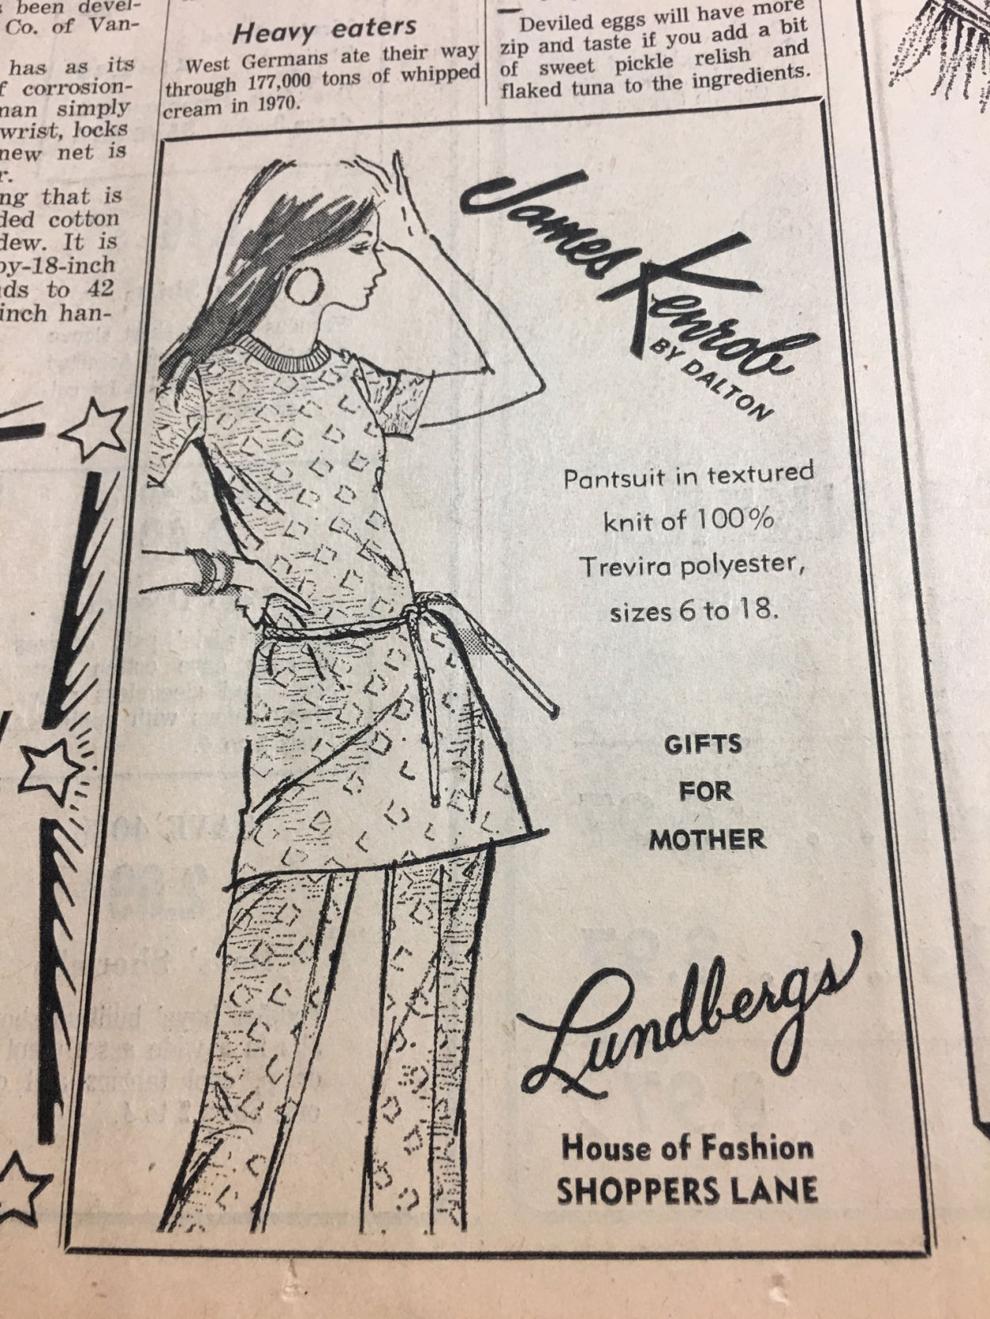 been devel-
Co. of Van-
has as its
f corrosion-
man simply
wrist, locks
new net is
r.
ng that is
ded cotton
dew. It is
by-18-inch
ds to 42
inch han-
Heavy eaters
West Germans ate their way
through 177,000 tons of whipped
cream in 1970.
Deviled eggs will have more
zip and taste if you add a bit
of sweet pickle relish and
flaked tuna to the ingredients.
James
Kenrob
BY DALTON
Pantsuit in textured
knit of 100%
Trevira polyester,
sizes 6 to 18.
GIFTS
FOR
MOTHER
Lundbergs
House of Fashion
SHOPPERS LANE